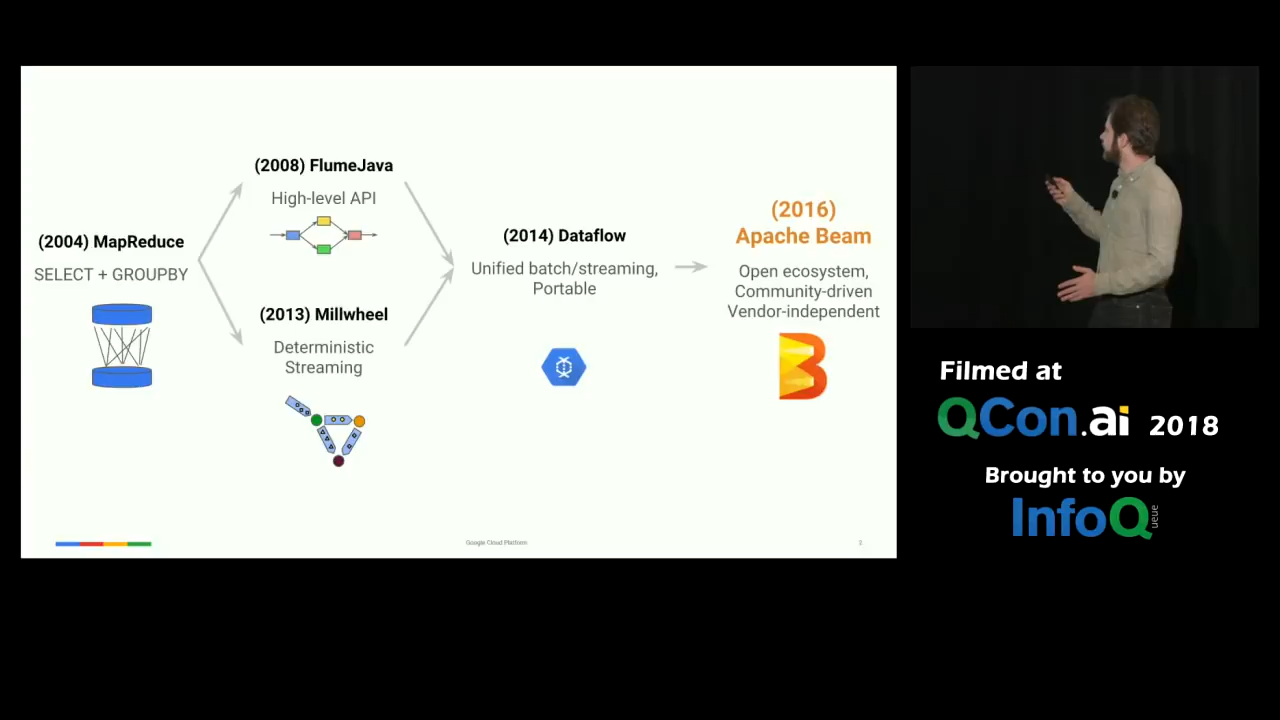 (2004) MapReduce
SELECT + GROUPBY
(2008) FlumeJava
High-level API
(2013) Millwheel
Deterministic
Streaming
(2014) Dataflow
Unified batch/streaming,
Portable
(2016)
Apache Beam
Open ecosystem,
Community-driven
Vendor-independent
Google Cloud Platform
2
Filmed at
QCon.ai 2018
Brought to you by
InfoQ
ueue